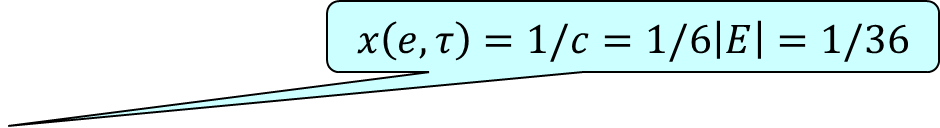 x(e, τ) = 1/c = 1/6|E| = 1/36